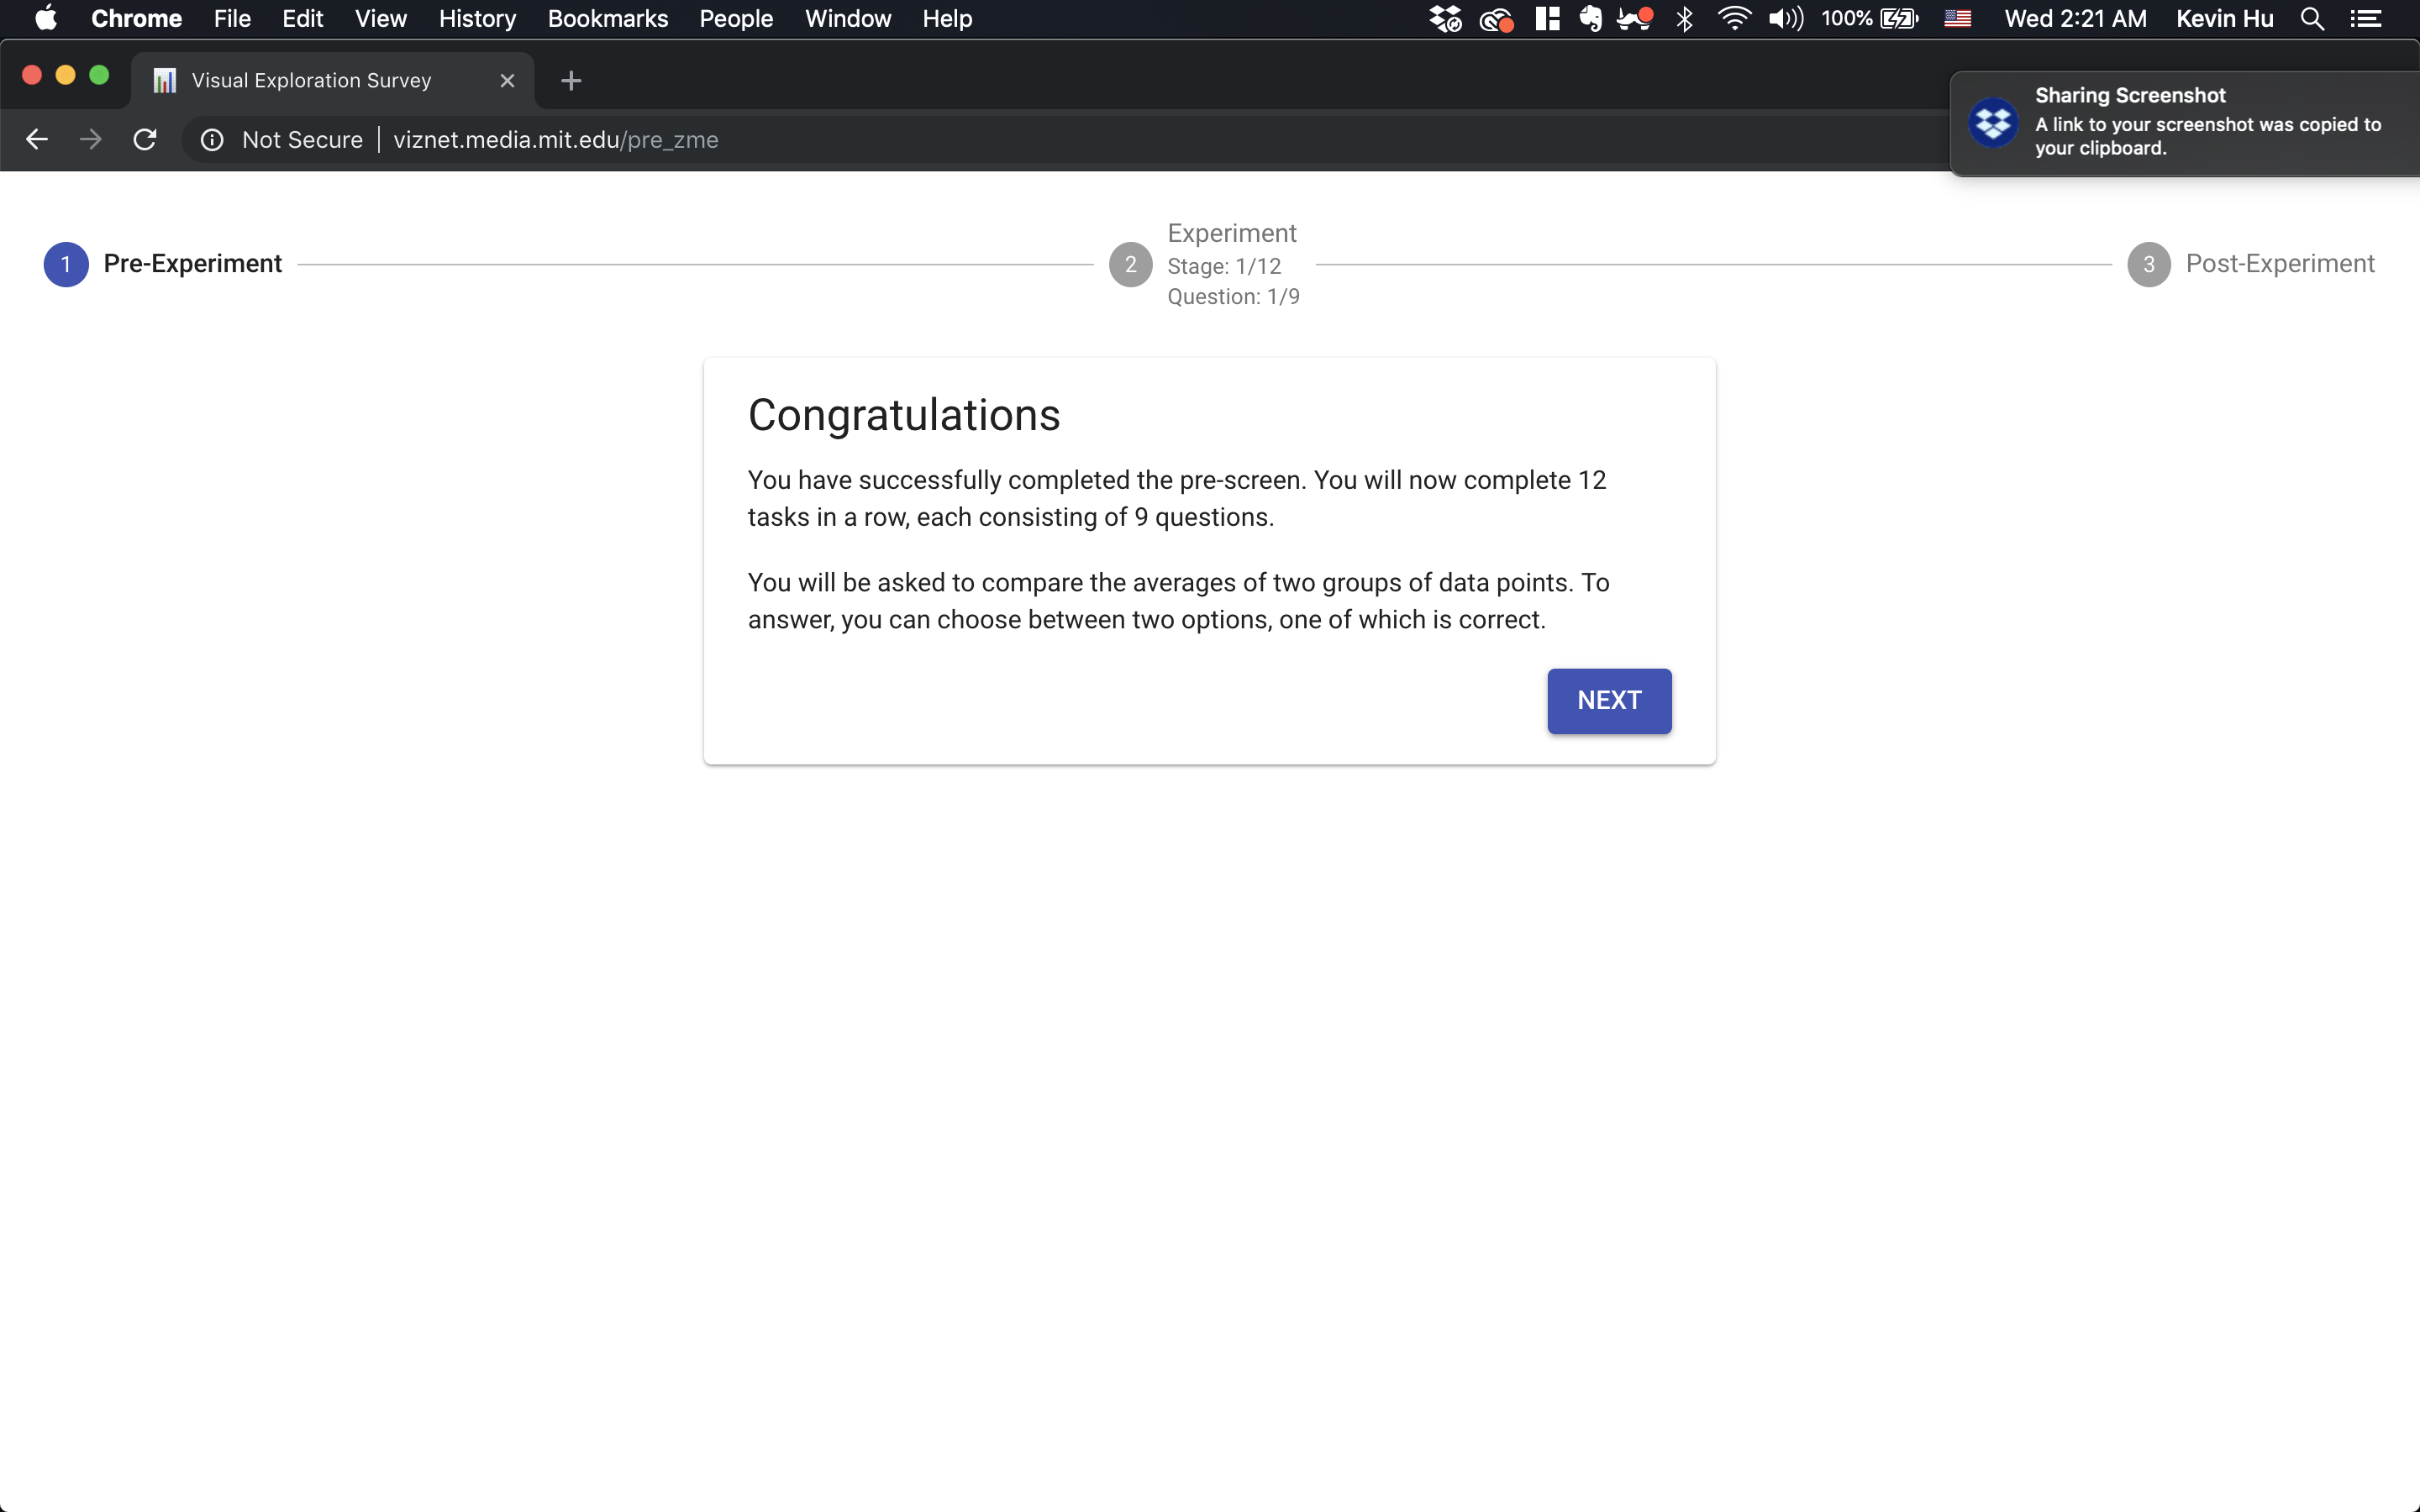 Chrome File Edit View History Bookmarks People Window Help 100% Wed 2:21 AM Kevin Hu
Visual Exploration Survey
Not Secure viznet.media.mit.edu/pre_zme
Sharing Screenshot
A link to your screenshot was copied to
your clipboard.
1 Pre-Experiment
2 Experiment
Stage: 1/12
Question: 1/9
3 Post-Experiment
Congratulations
You have successfully completed the pre-screen. You will now complete 12
tasks in a row, each consisting of 9 questions.
You will be asked to compare the averages of two groups of data points. To
answer, you can choose between two options, one of which is correct.
NEXT